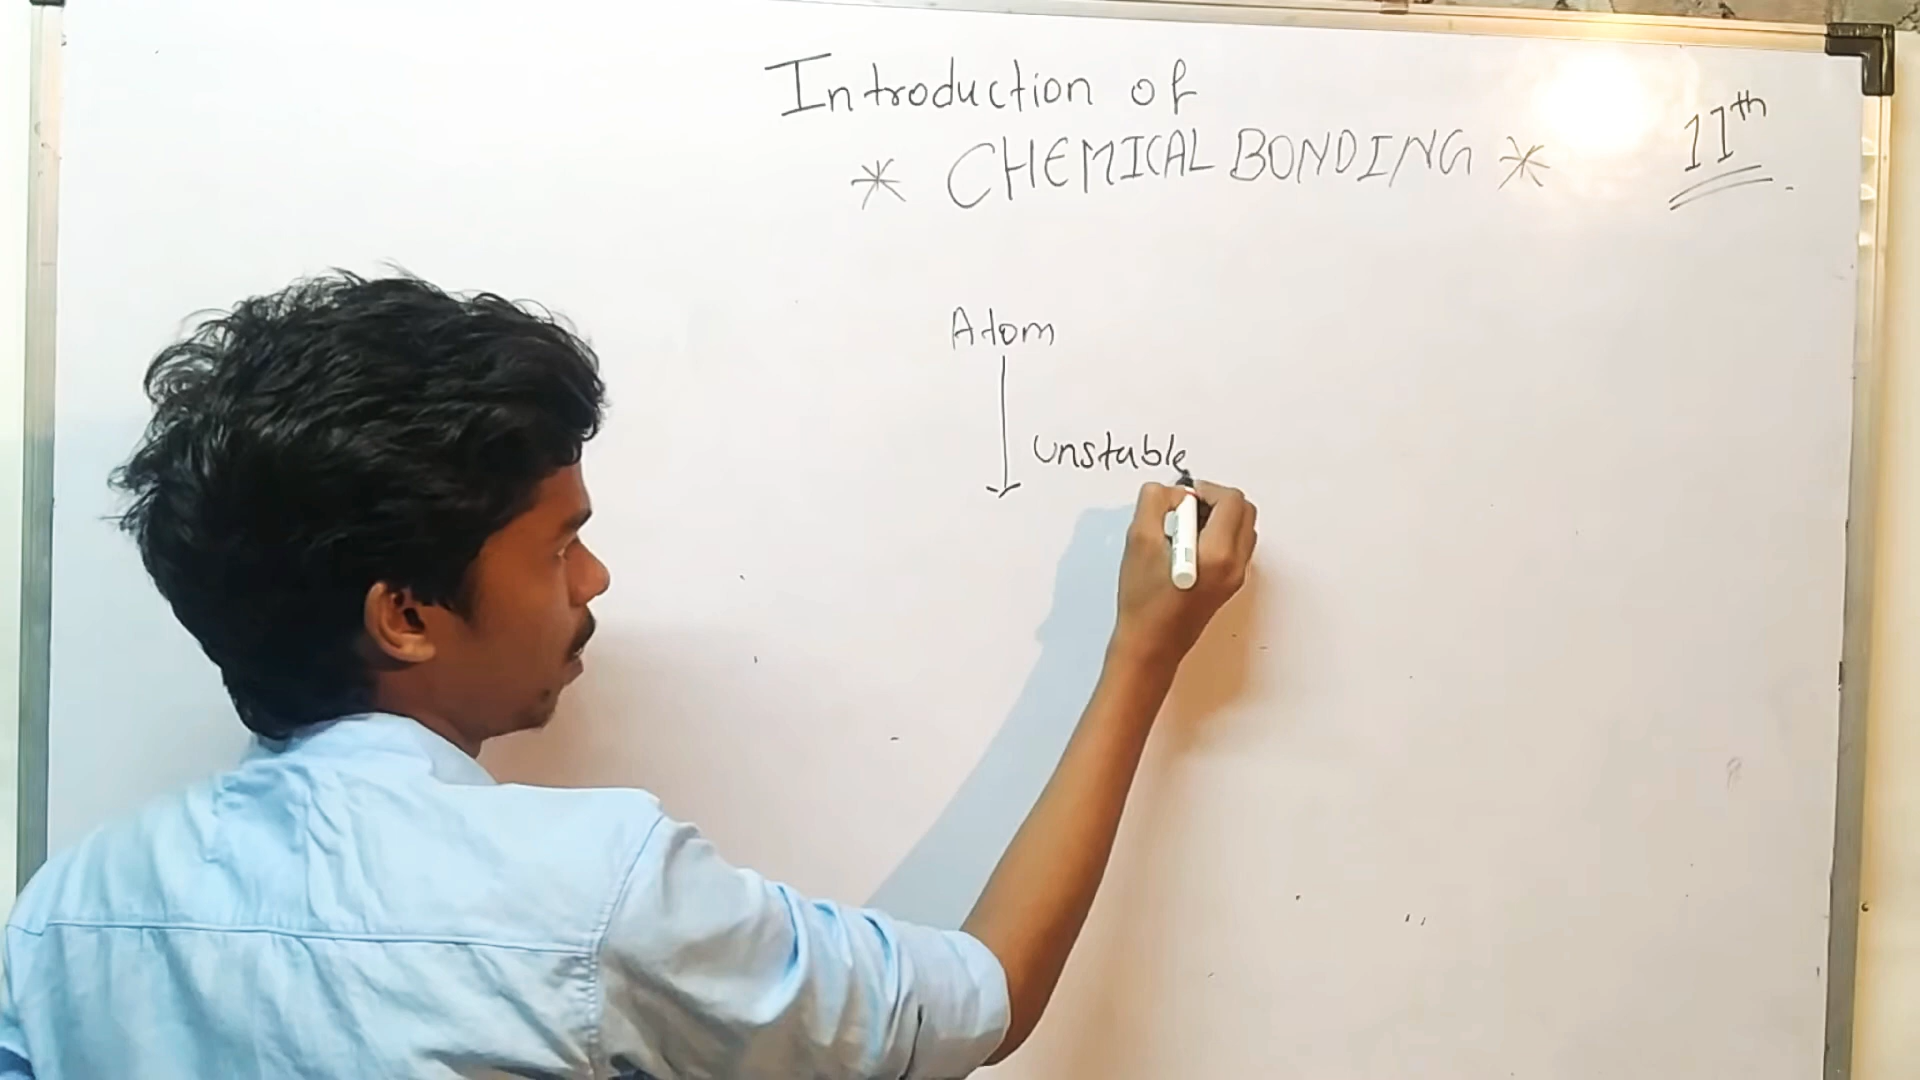 Introduction of
* CHEMICAL BONDING *
11th
Atom
unstable